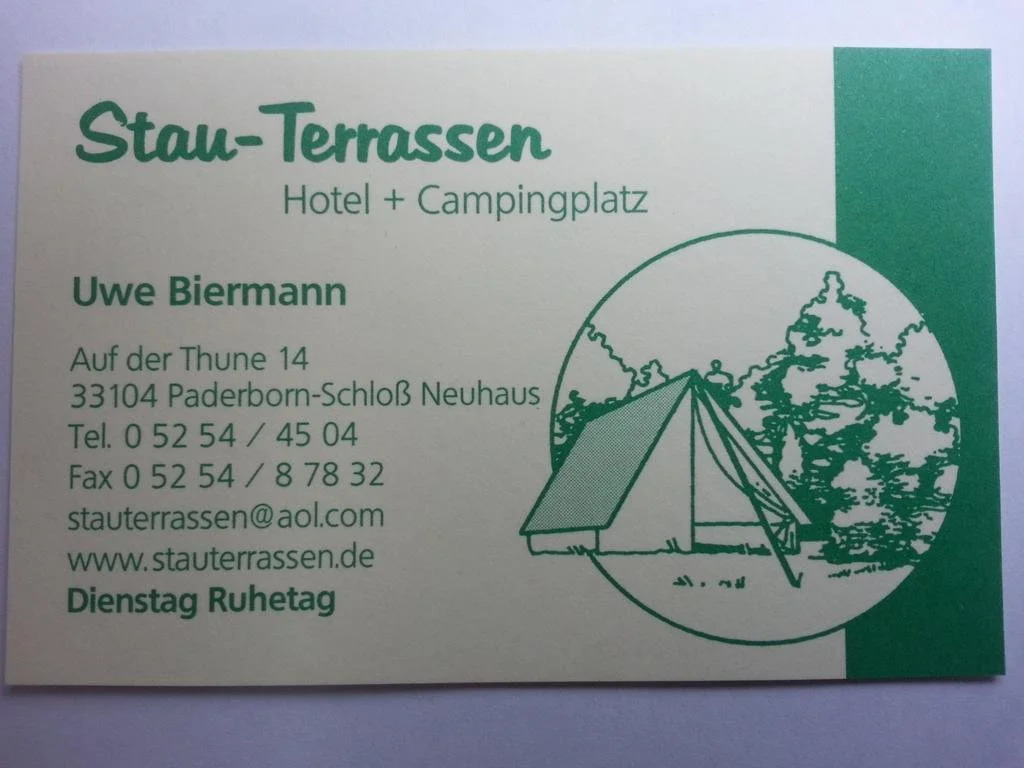 Stau-Terrassen
Hotel + Campingplatz
Uwe Biermann
Auf der Thune 14
33104 Paderborn-Schloß Neuhaus
Tel. 0 52 54 / 45 04
Fax 0 52 54 / 8 78 32
stauterrassen@aol.com
www.stauterrassen.de
Dienstag Ruhetag